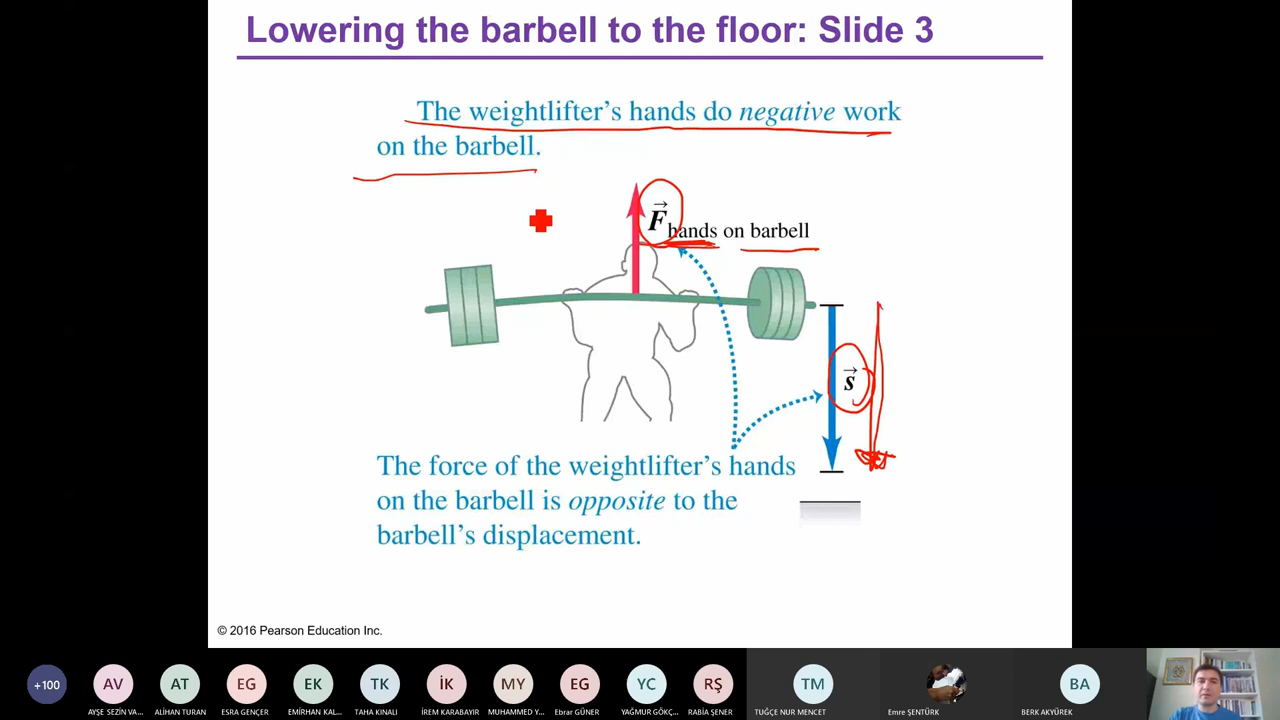 Lowering the barbell to the floor: Slide 3
The weightlifter's hands do negative work
on the barbell.
F
hands on barbell
s
The force of the weightlifter's hands
on the barbell is opposite to the
barbell's displacement.
© 2016 Pearson Education Inc.
+100 AV AT EG EK TK İK MY EG YC RŞ TM BA
AYŞE SEZİN VA... ALİHAN TURAN ESRA GENÇER EMİRHAN KAL... TAHA KINALI İREM KARABAYIR MUHAMMED Y... Ebrar GÜNER YAĞMUR GÖKÇ... RABİA ŞENER TUĞÇE NUR MENCET Emre ŞENTÜRK BERK AKYÜREK